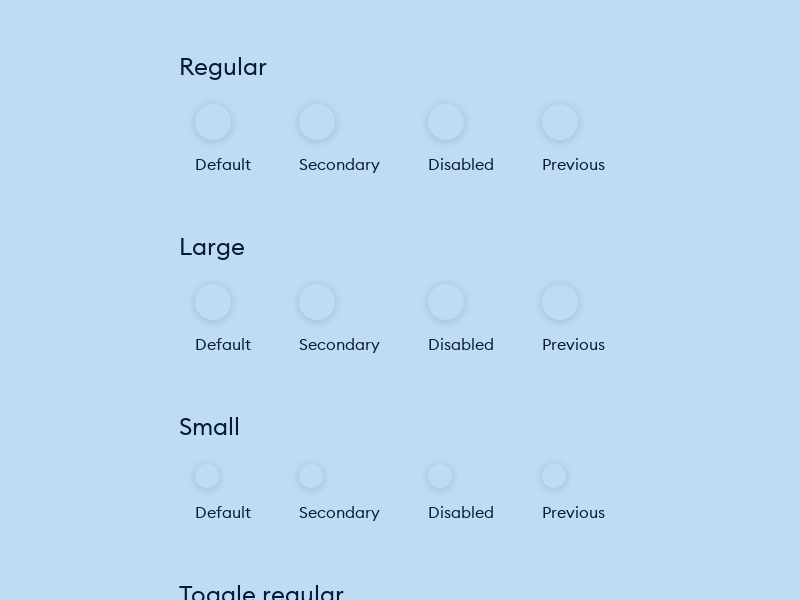 Regular
Default Secondary Disabled Previous
Large
Default Secondary Disabled Previous
Small
Default Secondary Disabled Previous
Toggle regular